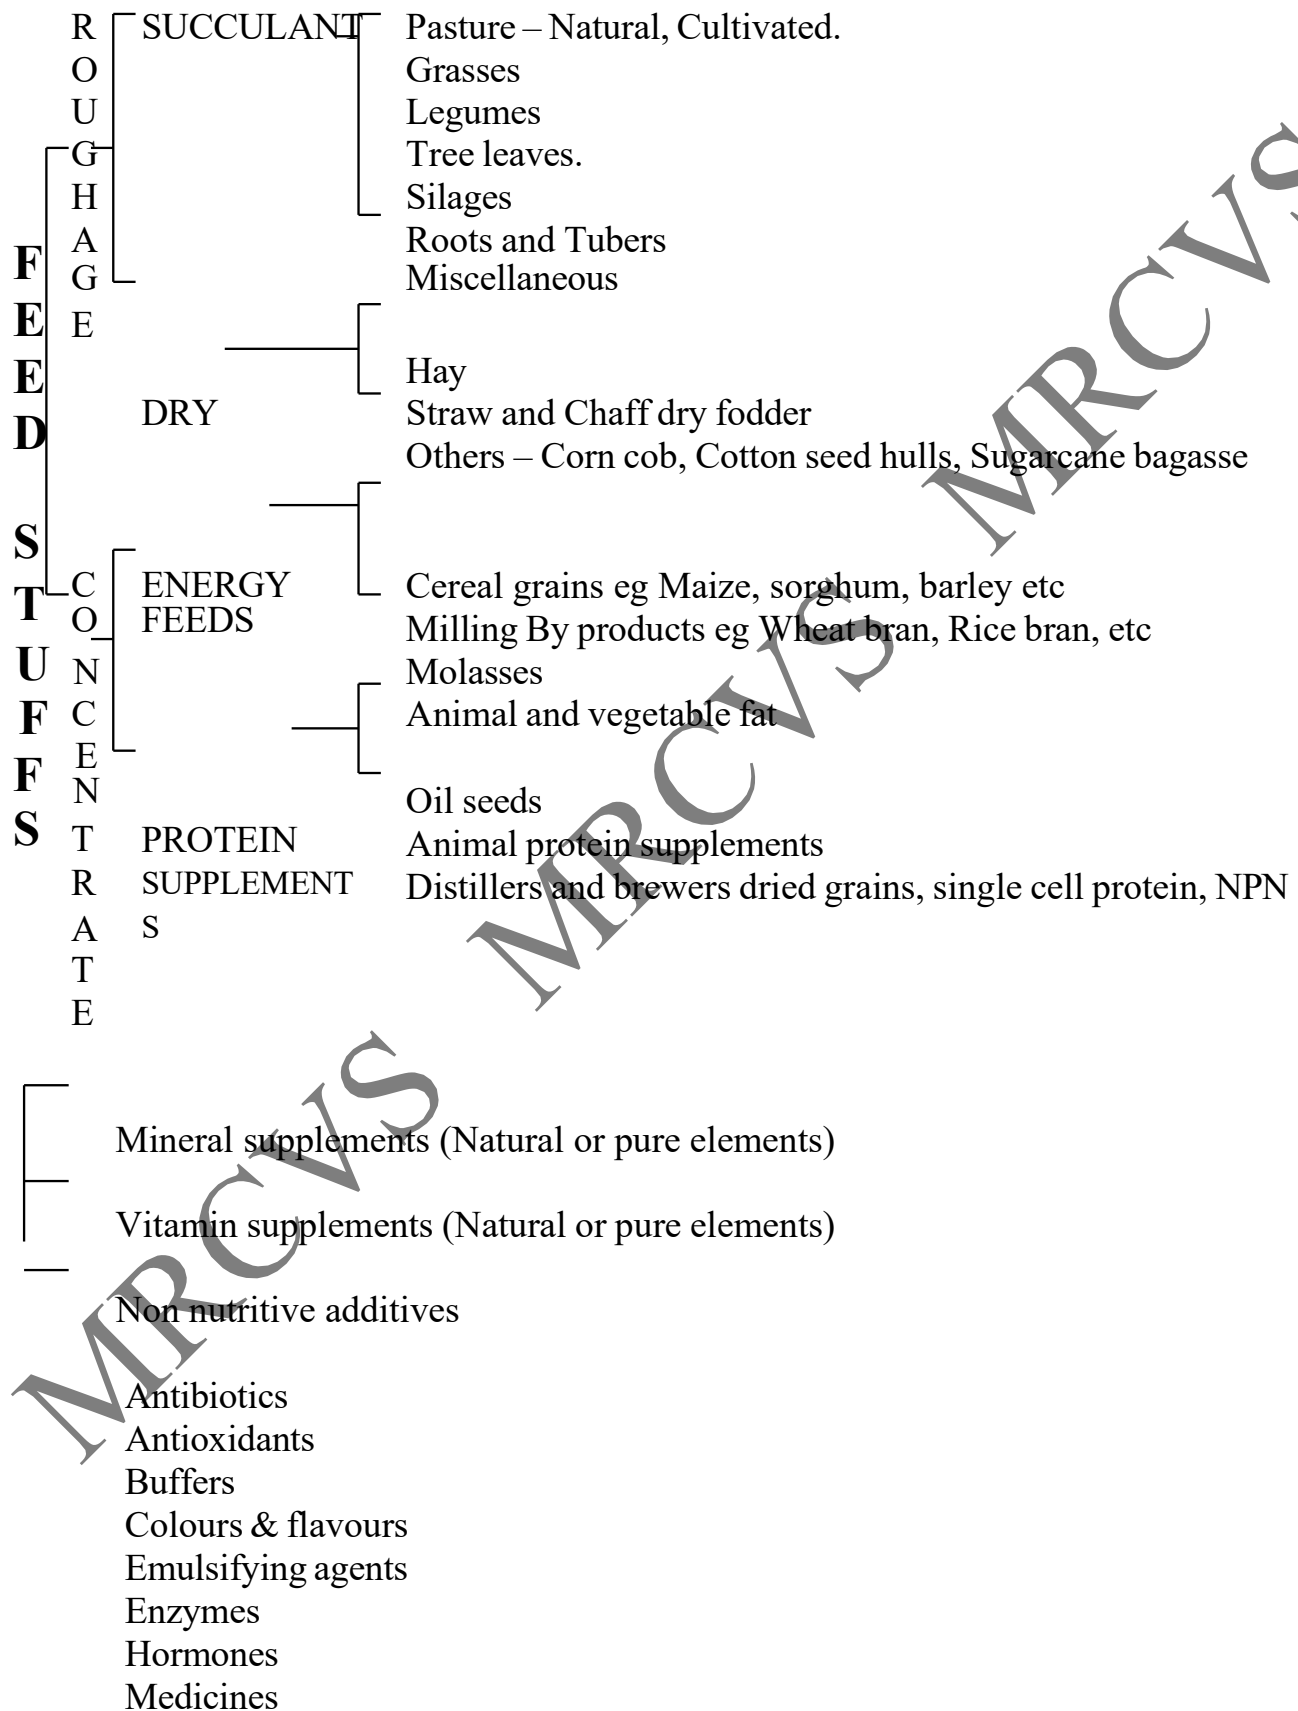 FEED STUFFS
ROUGHAGE
SUCCULANT
Pasture – Natural, Cultivated.
Grasses
Legumes
Tree leaves.
Silages
Roots and Tubers
Miscellaneous
DRY
Hay
Straw and Chaff dry fodder
Others – Corn cob, Cotton seed hulls, Sugarcane bagasse
CONCENTRATE
ENERGY
FEEDS
Cereal grains eg Maize, sorghum, barley etc
Milling By products eg Wheat bran, Rice bran, etc
Molasses
Animal and vegetable fat
PROTEIN
SUPPLEMENT
S
Oil seeds
Animal protein supplements
Distillers and brewers dried grains, single cell protein, NPN
Mineral supplements (Natural or pure elements)
Vitamin supplements (Natural or pure elements)
Non nutritive additives
Antibiotics
Antioxidants
Buffers
Colours & flavours
Emulsifying agents
Enzymes
Hormones
Medicines
MRCVS MRCVS MRCVS